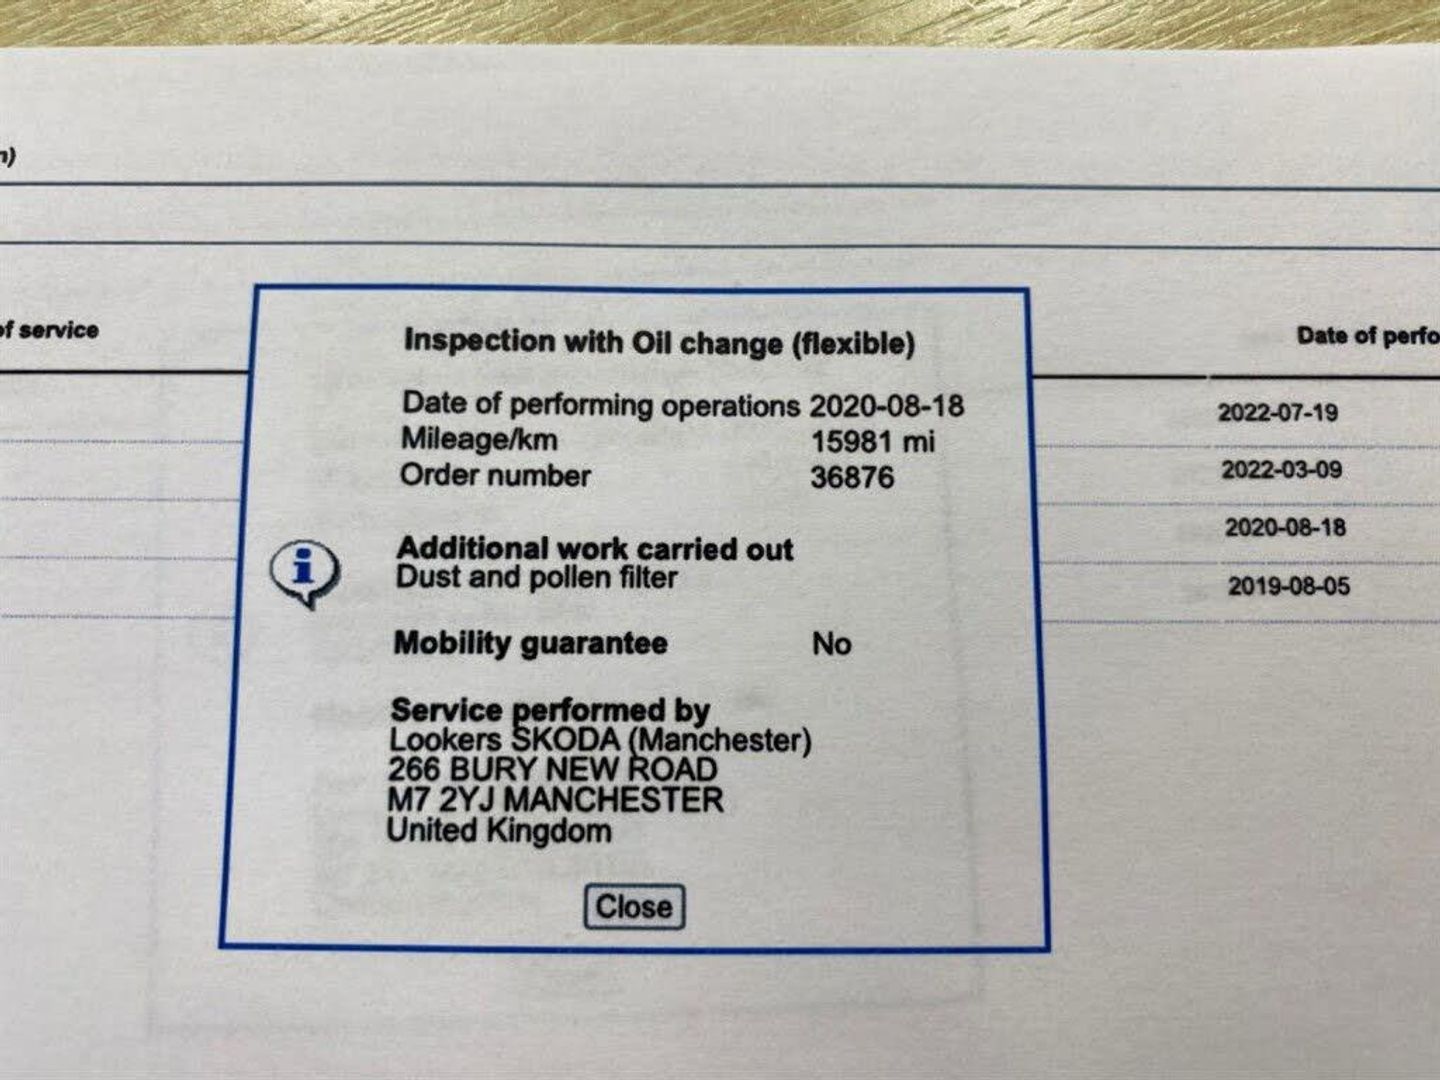 n)
of service
Date of perfo
Inspection with Oil change (flexible)
Date of performing operations 2020-08-18
Mileage/km 15981 mi
Order number 36876
Additional work carried out
Dust and pollen filter
Mobility guarantee No
Service performed by
Lookers SKODA (Manchester)
266 BURY NEW ROAD
M7 2YJ MANCHESTER
United Kingdom
Close
2022-07-19
2022-03-09
2020-08-18
2019-08-05